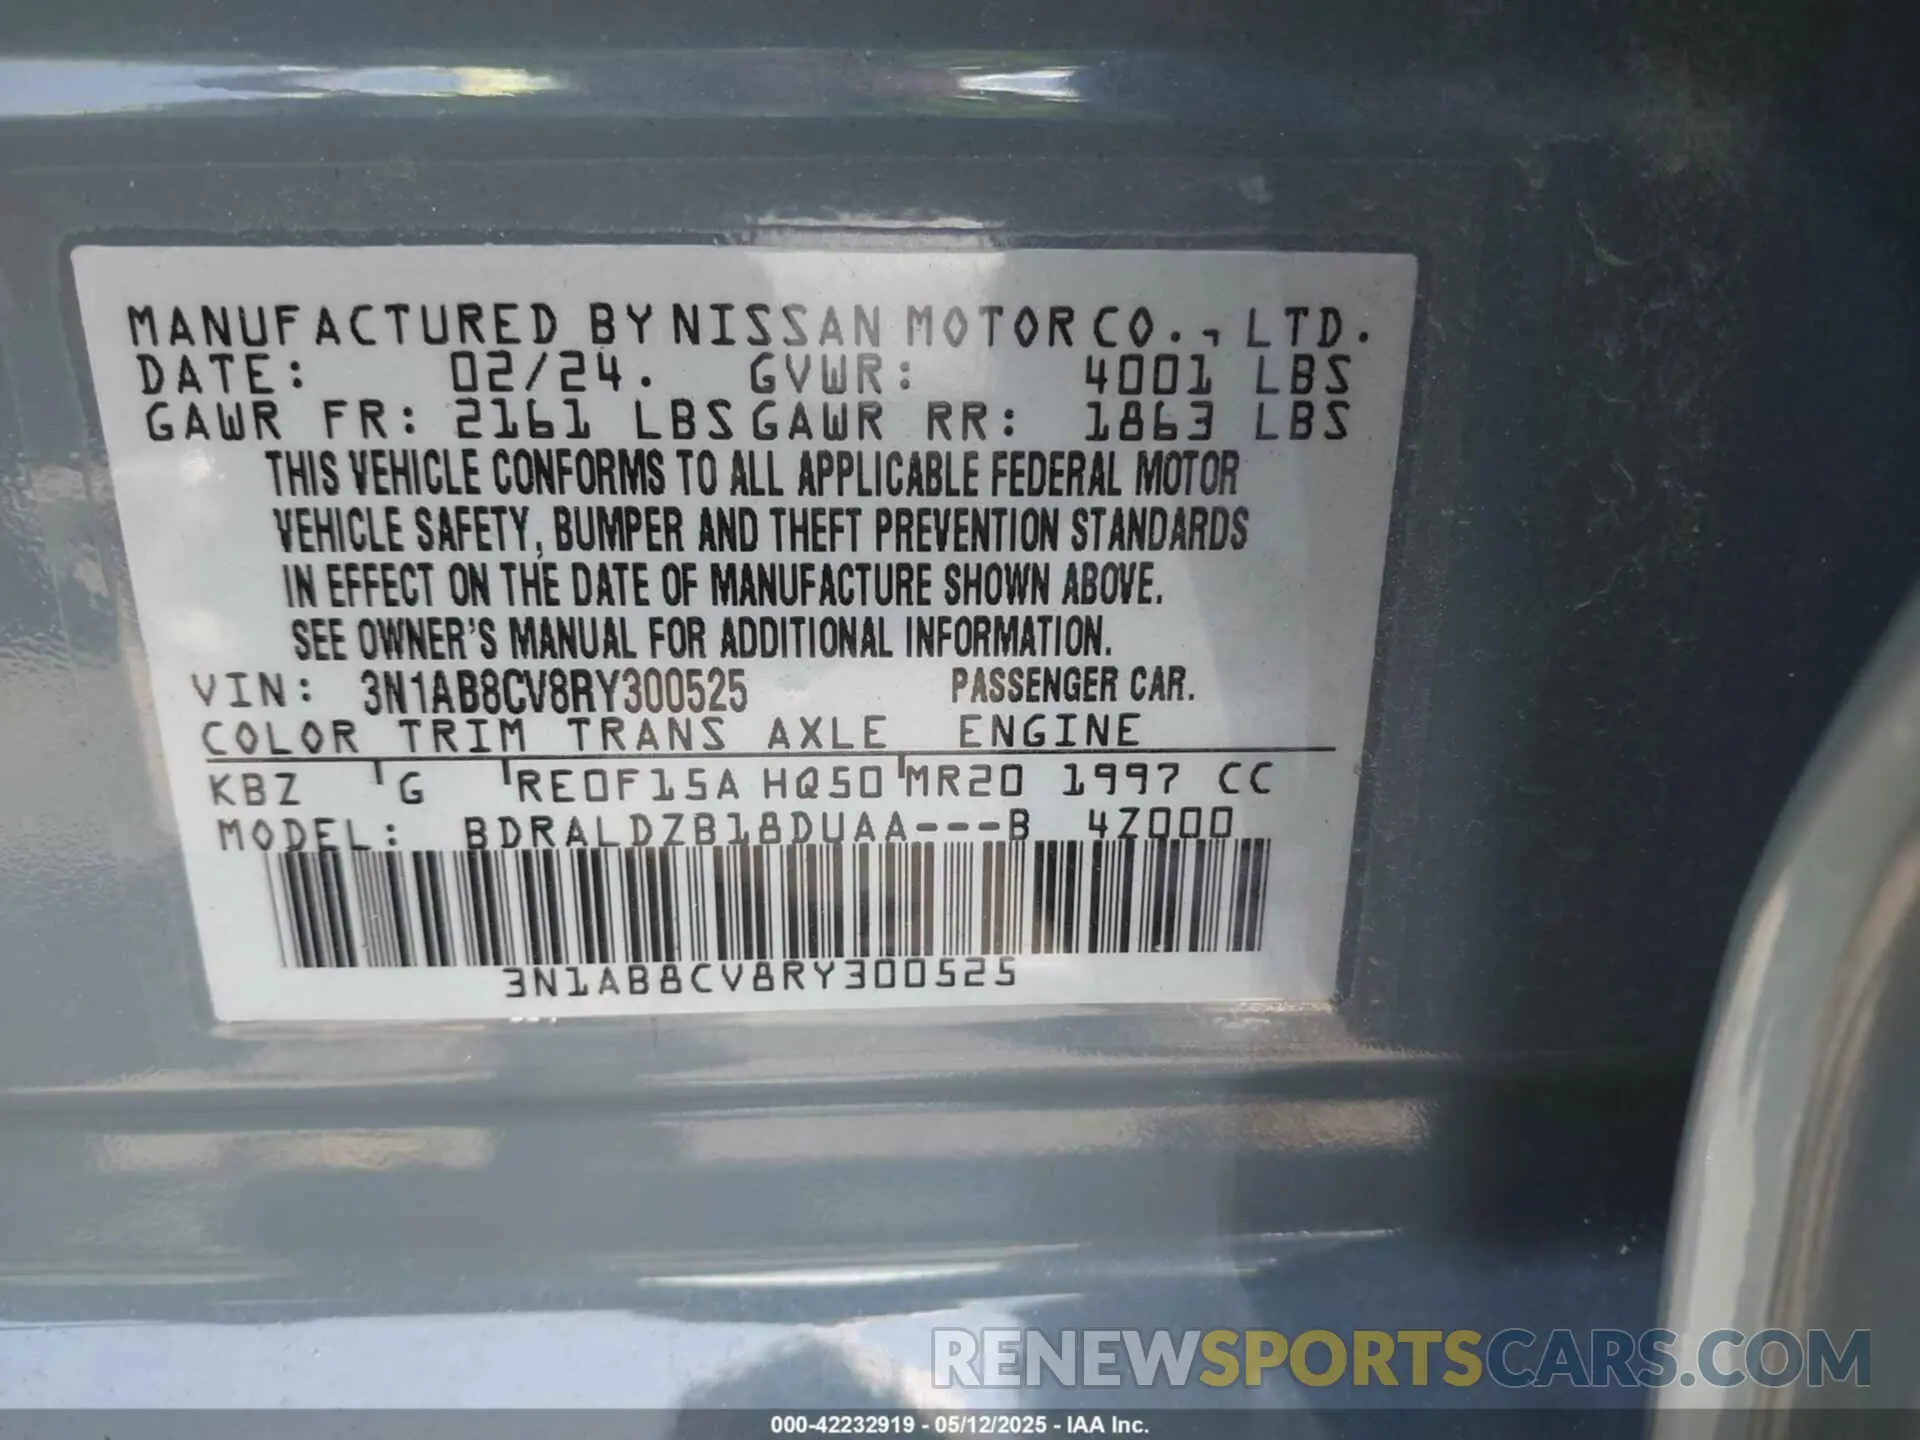 MANUFACTURED BY NISSAN MOTOR CO., LTD.
DATE: 02/24. GVWR: 4001 LBS
GAWR FR: 2161 LBS GAWR RR: 1863 LBS
THIS VEHICLE CONFORMS TO ALL APPLICABLE FEDERAL MOTOR
VEHICLE SAFETY, BUMPER AND THEFT PREVENTION STANDARDS
IN EFFECT ON THE DATE OF MANUFACTURE SHOWN ABOVE.
SEE OWNER'S MANUAL FOR ADDITIONAL INFORMATION.
VIN: 3N1AB8CV8RY300525 PASSENGER CAR.
COLOR TRIM TRANS AXLE ENGINE
KBZ G RE0F15A HQ50 MR20 1997 CC
MODEL: BDRALDZB18DUAA---B 4Z000
3N1AB8CV8RY300525
RENEWSPORTSCARS.COM
000-42232919 - 05/12/2025 - IAA Inc.